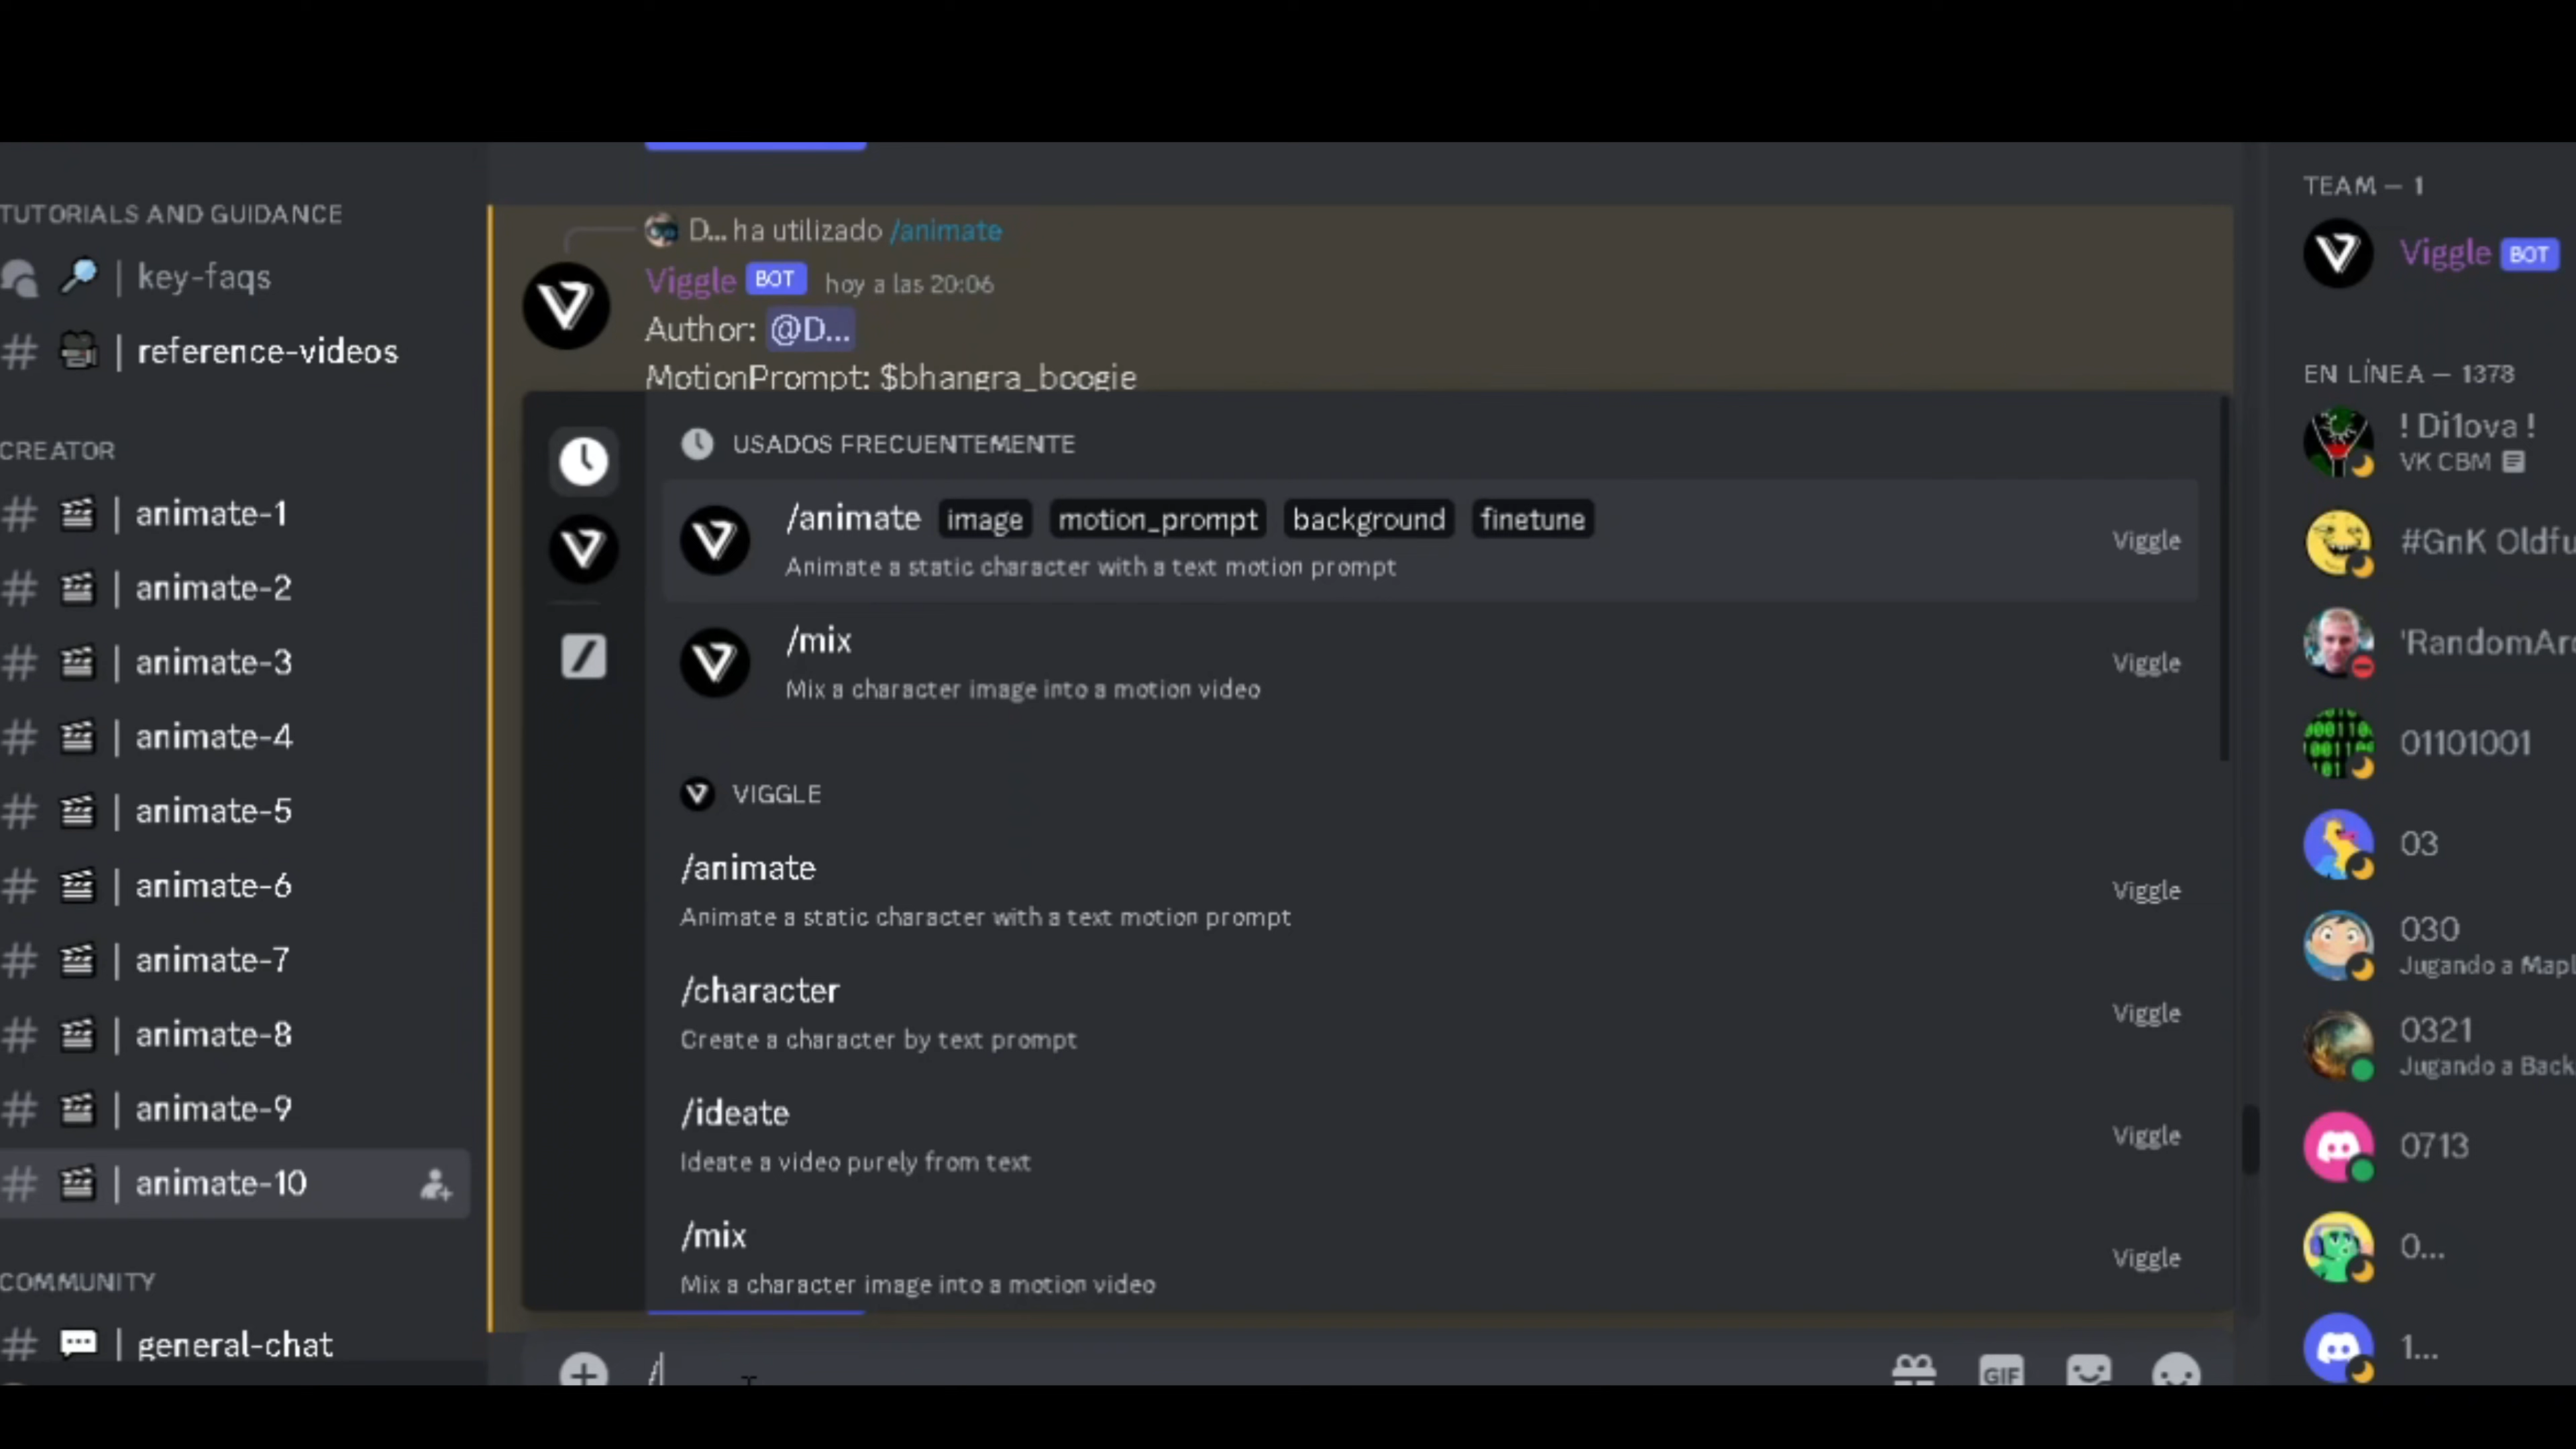 TUTORIALS AND GUIDANCE
| key-faqs
# | reference-videos
CREATOR
# | animate-1
# | animate-2
# | animate-3
# | animate-4
# | animate-5
# | animate-6
# | animate-7
# | animate-8
# | animate-9
# | animate-10
COMMUNITY
# | general-chat
D... ha utilizado /animate
Viggle BOT hoy a las 20:06
Author: @D...
MotionPrompt: $bhangra_boogie
USADOS FRECUENTEMENTE
/animate image motion_prompt background finetune
Animate a static character with a text motion prompt
Viggle
/mix
Mix a character image into a motion video
Viggle
VIGGLE
/animate
Animate a static character with a text motion prompt
Viggle
/character
Create a character by text prompt
Viggle
/ideate
Ideate a video purely from text
Viggle
/mix
Mix a character image into a motion video
Viggle
/
GIF
TEAM — 1
Viggle BOT
EN LÍNEA — 1378
! Di1ova !
VK CBM
#GnK Oldfu
'RandomAr
01101001
03
030
Jugando a Mapl
0321
Jugando a Back
0713
0...
1...